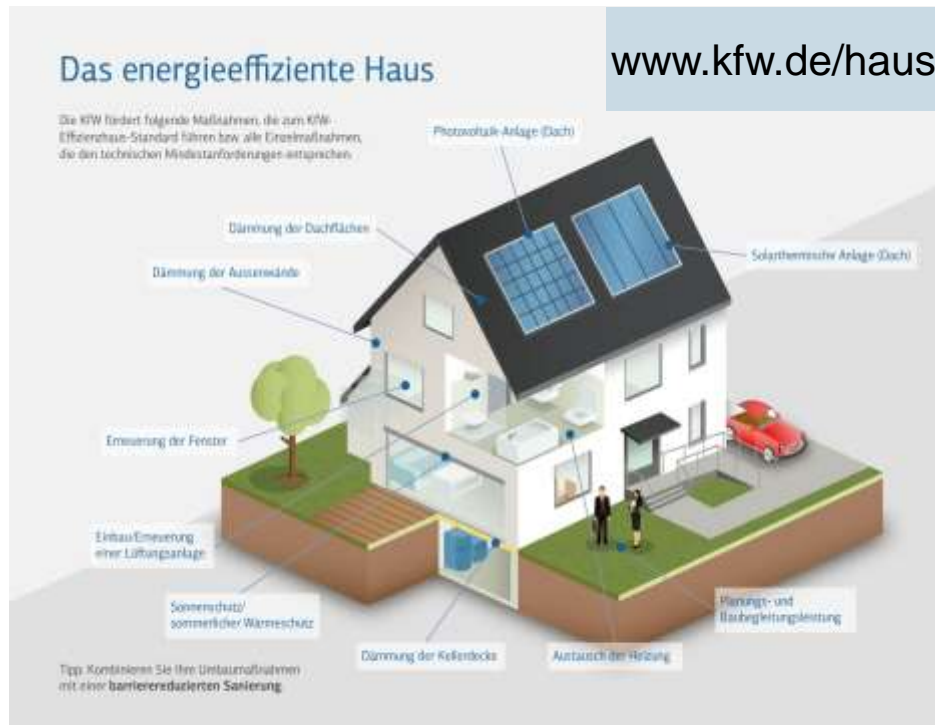 www.kfw.de/haus
Das energieeffiziente Haus
Die KfW fördert folgende Maßnahmen, die zum KfW-
Effizienzhaus-Standard führen bzw. alle Einzelmaßnahmen,
die den technischen Mindestanforderungen entsprechen.
Photovoltaik-Anlage (Dach)
Dämmung der Dachflächen
Solarthermische Anlage (Dach)
Dämmung der Aussenwände
Erneuerung der Fenster
Einbau/Erneuerung
einer Lüftungsanlage
Sonnenschutz/
sommerlicher Wärmeschutz
Planungs- und
Baubegleitungsleistung
Dämmung der Kellerdecke
Austausch der Heizung
Tipp: Kombinieren Sie Ihre Umbaumaßnahmen
mit einer barrierereduzierten Sanierung